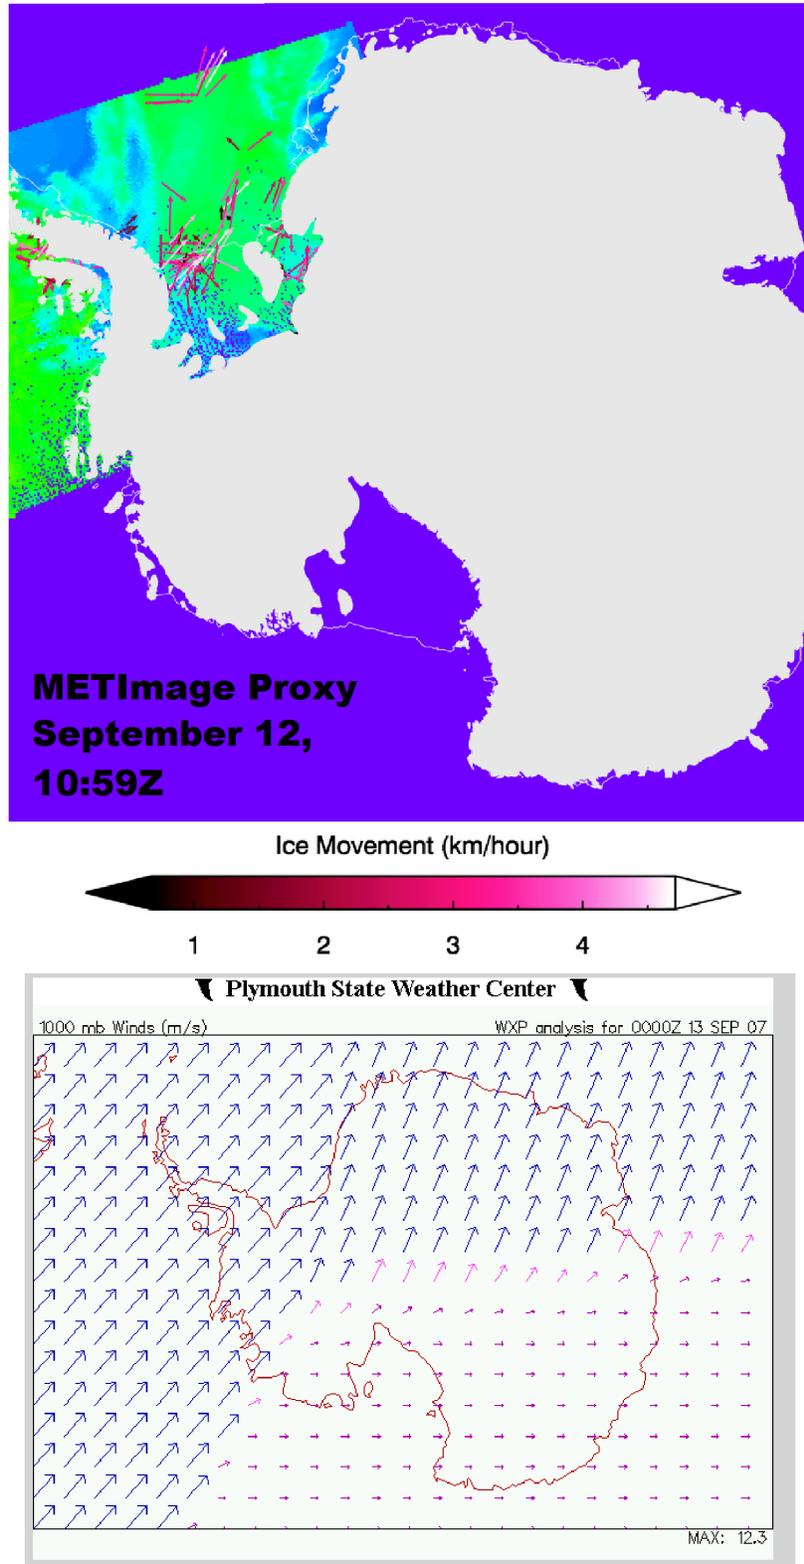 METImage Proxy
September 12,
10:59Z
Ice Movement (km/hour)
1 2 3 4
Plymouth State Weather Center
1000 mb Winds (m/s) WXP analysis for 0000Z 13 SEP 07
MAX: 12.3